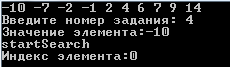 -10 -7 -2 -1 2 4 6 7 9 14
Введите номер задания: 4
Значение элемента:-10
startSearch
Индекс элемента:0